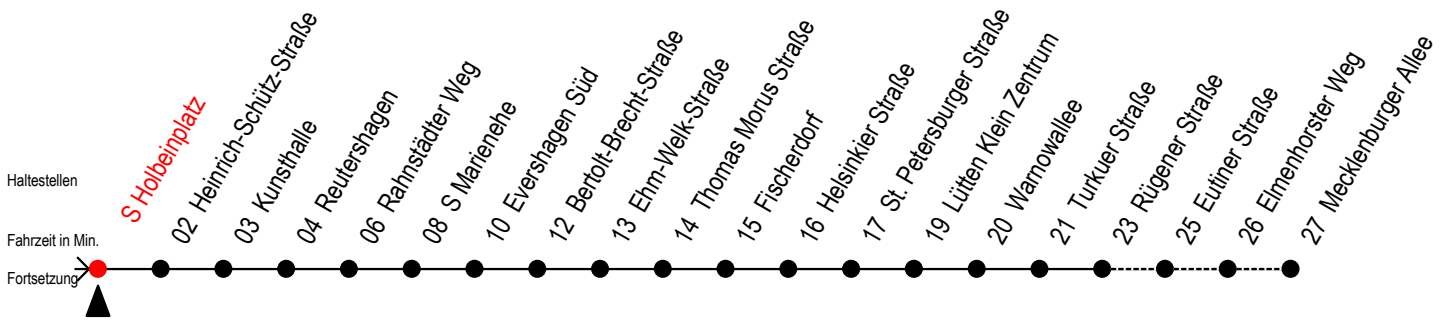 Haltestellen
Fahrzeit in Min.
Fortsetzung
S Holbeinplatz
02 Heinrich-Schütz-Straße
03 Kunsthalle
04 Reutershagen
06 Rahnstädter Weg
08 S Marienehe
10 Evershagen Süd
12 Bertolt-Brecht-Straße
13 Ehm-Welk-Straße
14 Thomas Morus Straße
15 Fischerdorf
16 Helsinkier Straße
17 St. Petersburger Straße
19 Lütten Klein Zentrum
20 Warnowallee
21 Turkuer Straße
23 Rügener Straße
25 Eutiner Straße
26 Elmenhorster Weg
27 Mecklenburger Allee